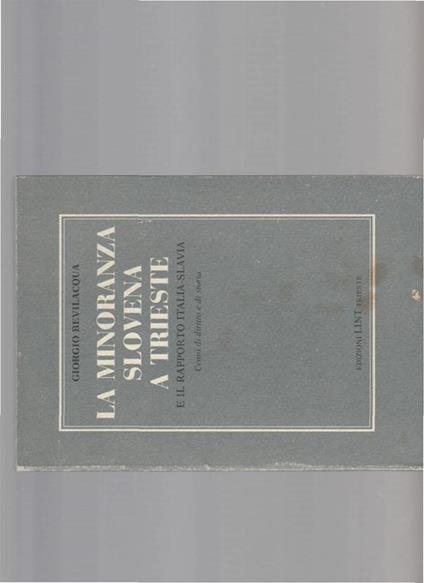 GIORGIO BEVILACQUA
LA MINORANZA
SLOVENA
A TRIESTE
E IL RAPPORTO ITALIA-SLAVIA
Cenni di diritto e di storia
EDIZIONI LINT TRIESTE